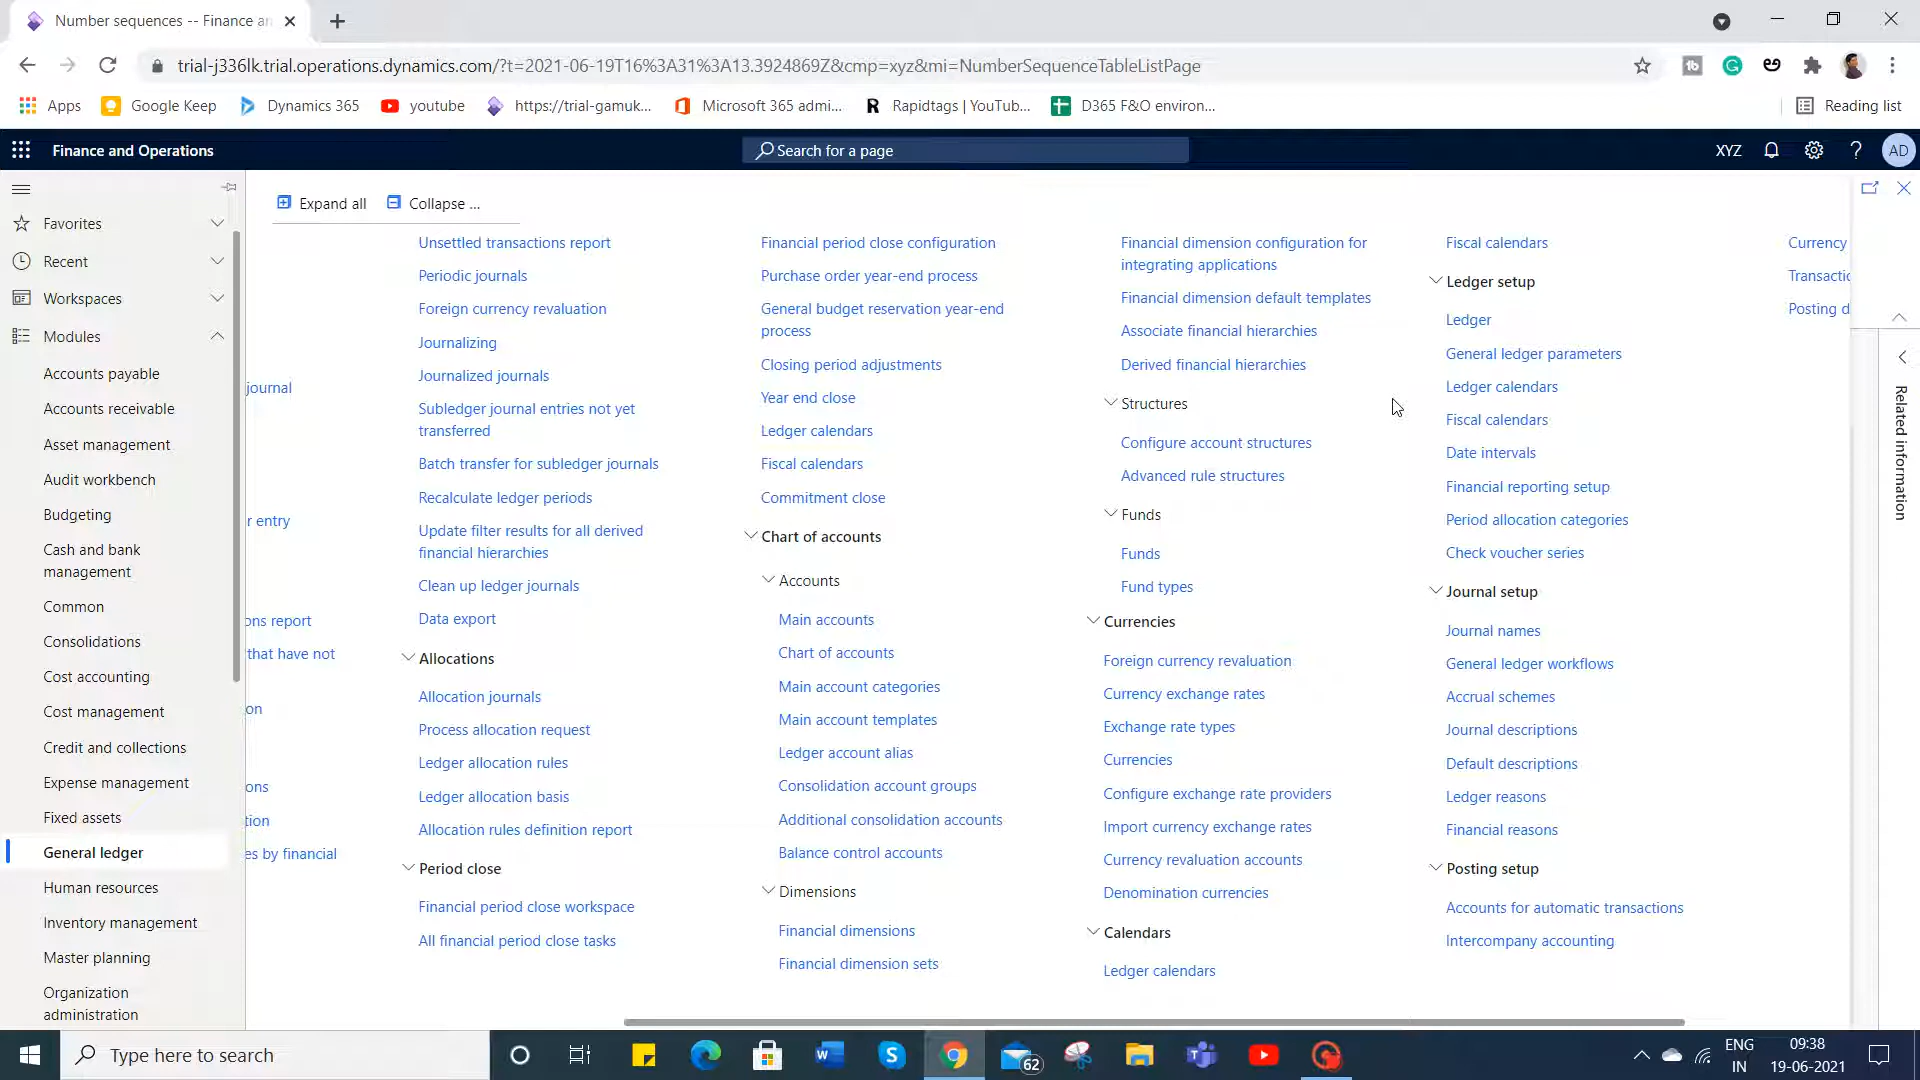 Number sequences -- Finance an
trial-j336lk.trial.operations.dynamics.com/?t=2021-06-19T16%3A31%3A13.3924869Z&cmp=xyz&mi=NumberSequenceTableListPage
Apps
Google Keep
Dynamics 365
youtube
https://trial-gamuk...
Microsoft 365 admi...
Rapidtags | YouTub...
D365 F&O environ...
Reading list
Finance and Operations
Search for a page
XYZ
?
AD
Favorites
Recent
Workspaces
Modules
Accounts payable
Accounts receivable
Asset management
Audit workbench
Budgeting
Cash and bank
management
Common
Consolidations
Cost accounting
Cost management
Credit and collections
Expense management
Fixed assets
General ledger
Human resources
Inventory management
Master planning
Organization
administration
Expand all
Collapse ...
journal
r entry
ons report
that have not
on
ons
tion
es by financial
Unsettled transactions report
Periodic journals
Foreign currency revaluation
Journalizing
Journalized journals
Subledger journal entries not yet
transferred
Batch transfer for subledger journals
Recalculate ledger periods
Update filter results for all derived
financial hierarchies
Clean up ledger journals
Data export
Allocations
Allocation journals
Process allocation request
Ledger allocation rules
Ledger allocation basis
Allocation rules definition report
Period close
Financial period close workspace
All financial period close tasks
Financial period close configuration
Purchase order year-end process
General budget reservation year-end
process
Closing period adjustments
Year end close
Ledger calendars
Fiscal calendars
Commitment close
Chart of accounts
Accounts
Main accounts
Chart of accounts
Main account categories
Main account templates
Ledger account alias
Consolidation account groups
Additional consolidation accounts
Balance control accounts
Dimensions
Financial dimensions
Financial dimension sets
Financial dimension configuration for
integrating applications
Financial dimension default templates
Associate financial hierarchies
Derived financial hierarchies
Structures
Configure account structures
Advanced rule structures
Funds
Funds
Fund types
Currencies
Foreign currency revaluation
Currency exchange rates
Exchange rate types
Currencies
Configure exchange rate providers
Import currency exchange rates
Currency revaluation accounts
Denomination currencies
Calendars
Ledger calendars
Fiscal calendars
Ledger setup
Ledger
General ledger parameters
Ledger calendars
Fiscal calendars
Date intervals
Financial reporting setup
Period allocation categories
Check voucher series
Journal setup
Journal names
General ledger workflows
Accrual schemes
Journal descriptions
Default descriptions
Ledger reasons
Financial reasons
Posting setup
Accounts for automatic transactions
Intercompany accounting
Currency
Transactic
Posting d
Related information
Type here to search
62
ENG
IN
09:38
19-06-2021